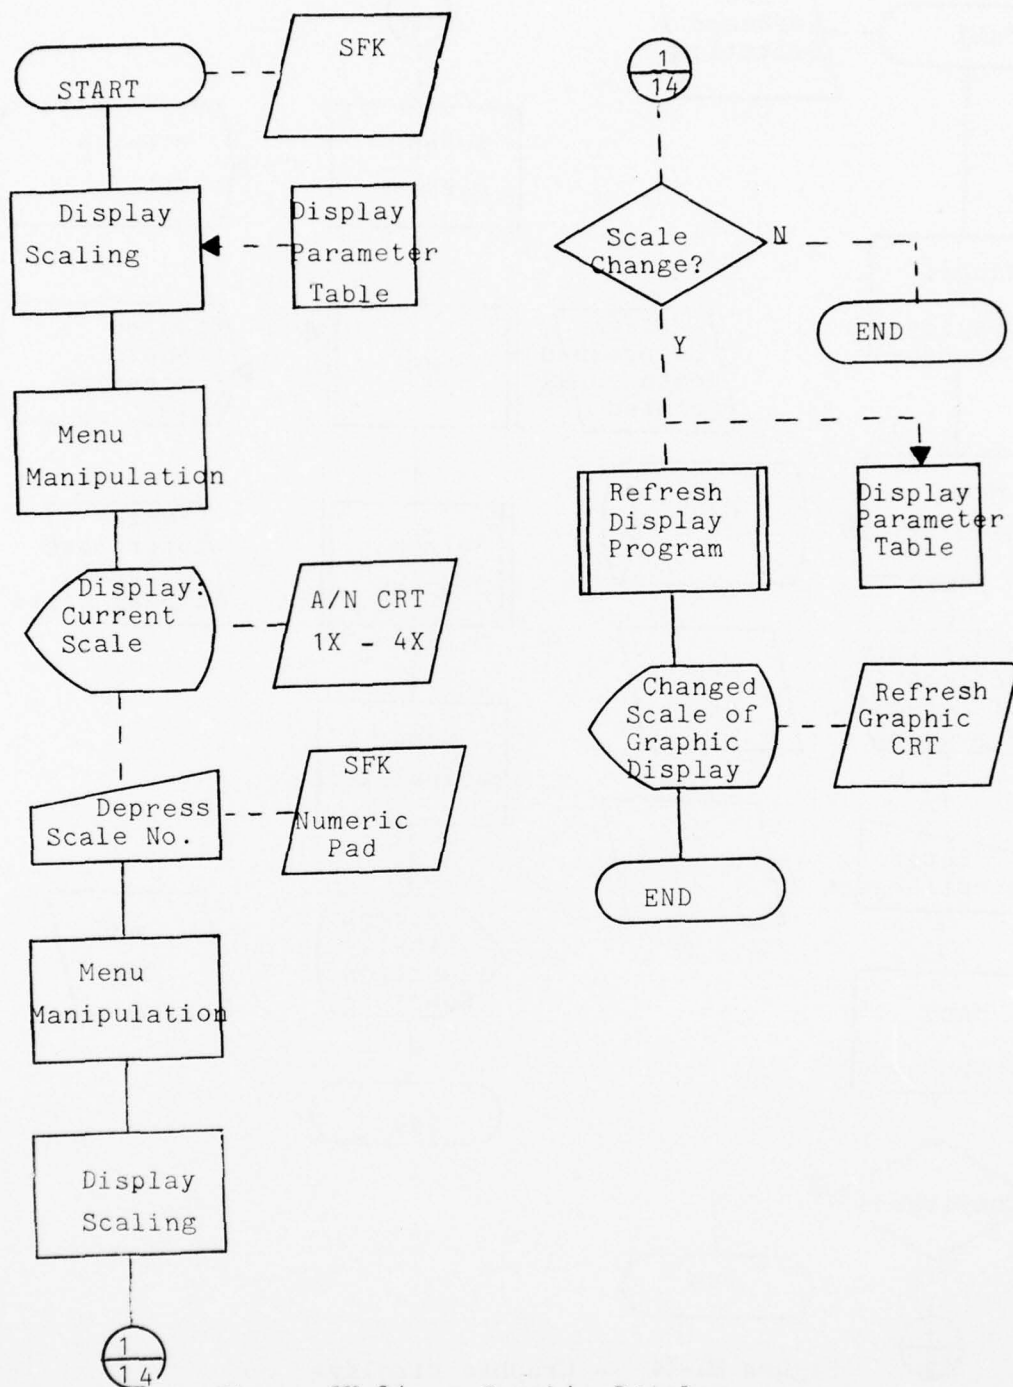 START
SFK
Display
Scaling
Display
Parameter
Table
Menu
Manipulation
Display:
Current
Scale
A/N CRT
1X - 4X
Depress
Scale No.
SFK
Numeric
Pad
Menu
Manipulation
Display
Scaling
1
14
1
14
Scale
Change?
N
END
Y
Refresh
Display
Program
Display
Parameter
Table
Changed
Scale of
Graphic
Display
Refresh
Graphic
CRT
END